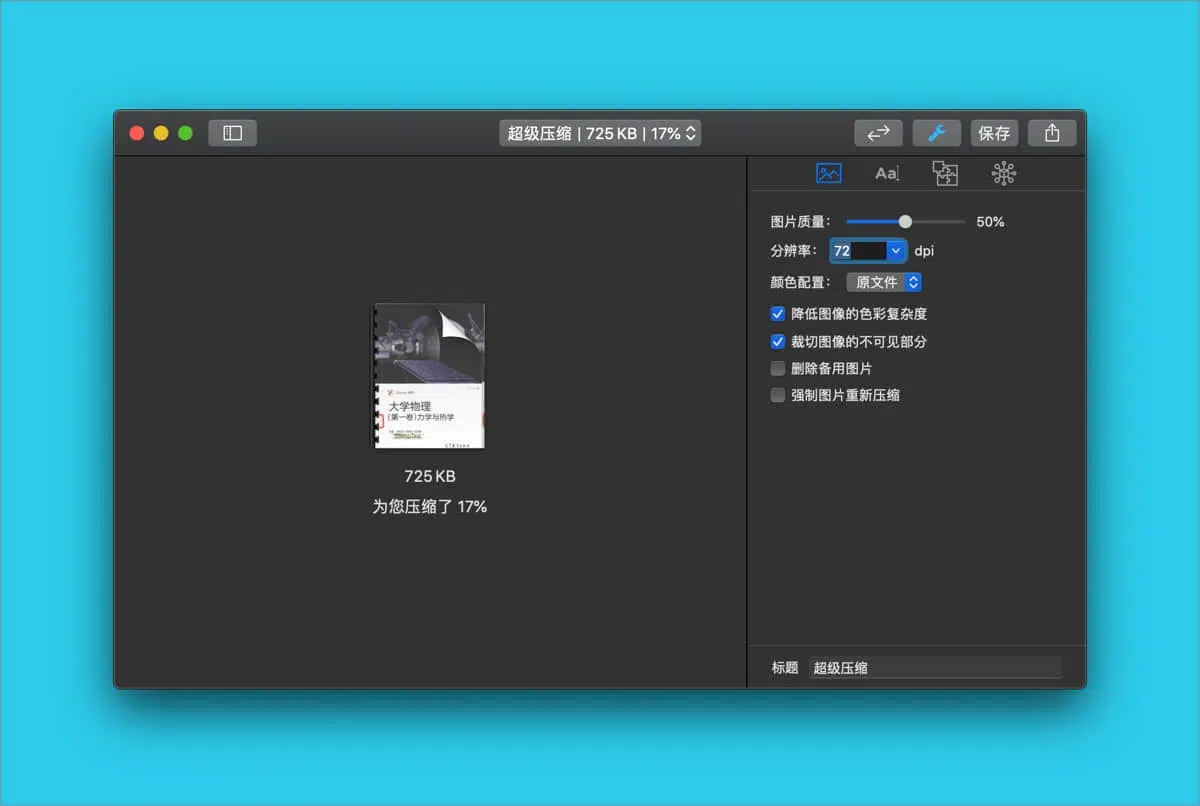 超级压缩 | 725 KB | 17%
保存
Aa
图片质量： 50%
分辨率： 72 dpi
颜色配置： 原文件
降低图像的色彩复杂度
裁切图像的不可见部分
删除备用图片
强制图片重新压缩
大学物理
(第一卷)力学与热学
725 KB
为您压缩了 17%
标题 超级压缩